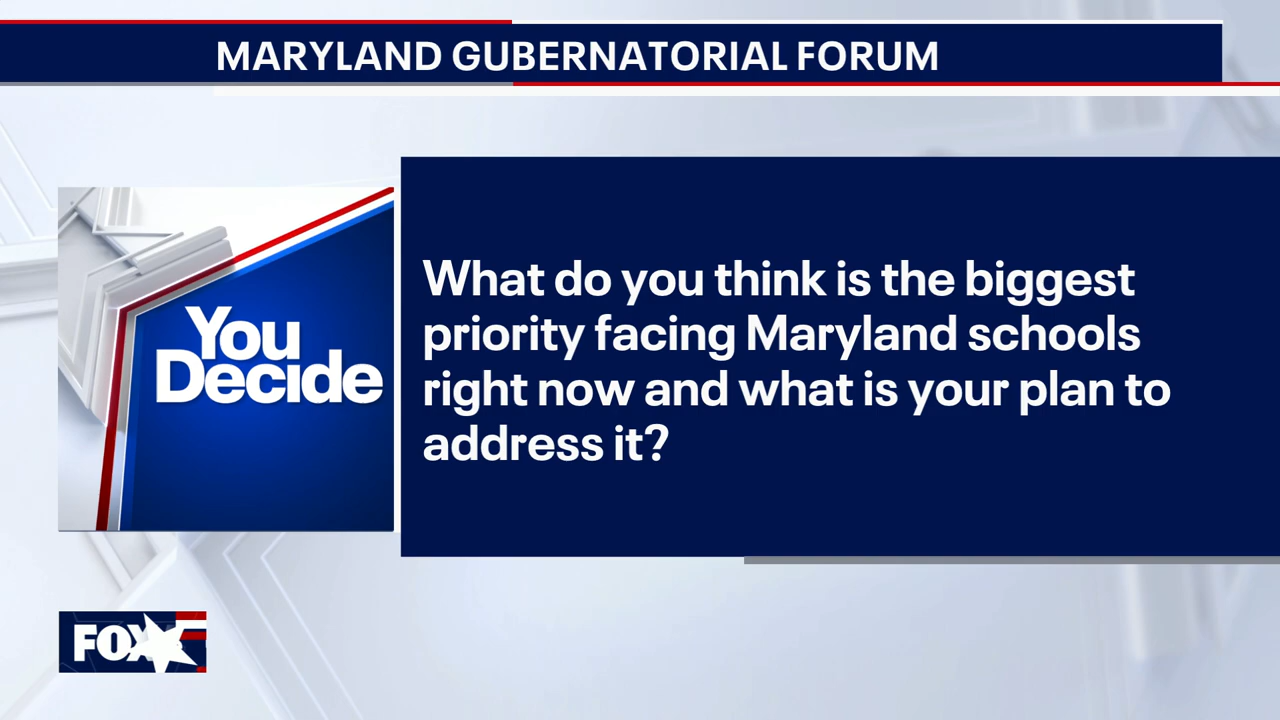 MARYLAND GUBERNATORIAL FORUM
You
Decide
What do you think is the biggest
priority facing Maryland schools
right now and what is your plan to
address it?
FOX